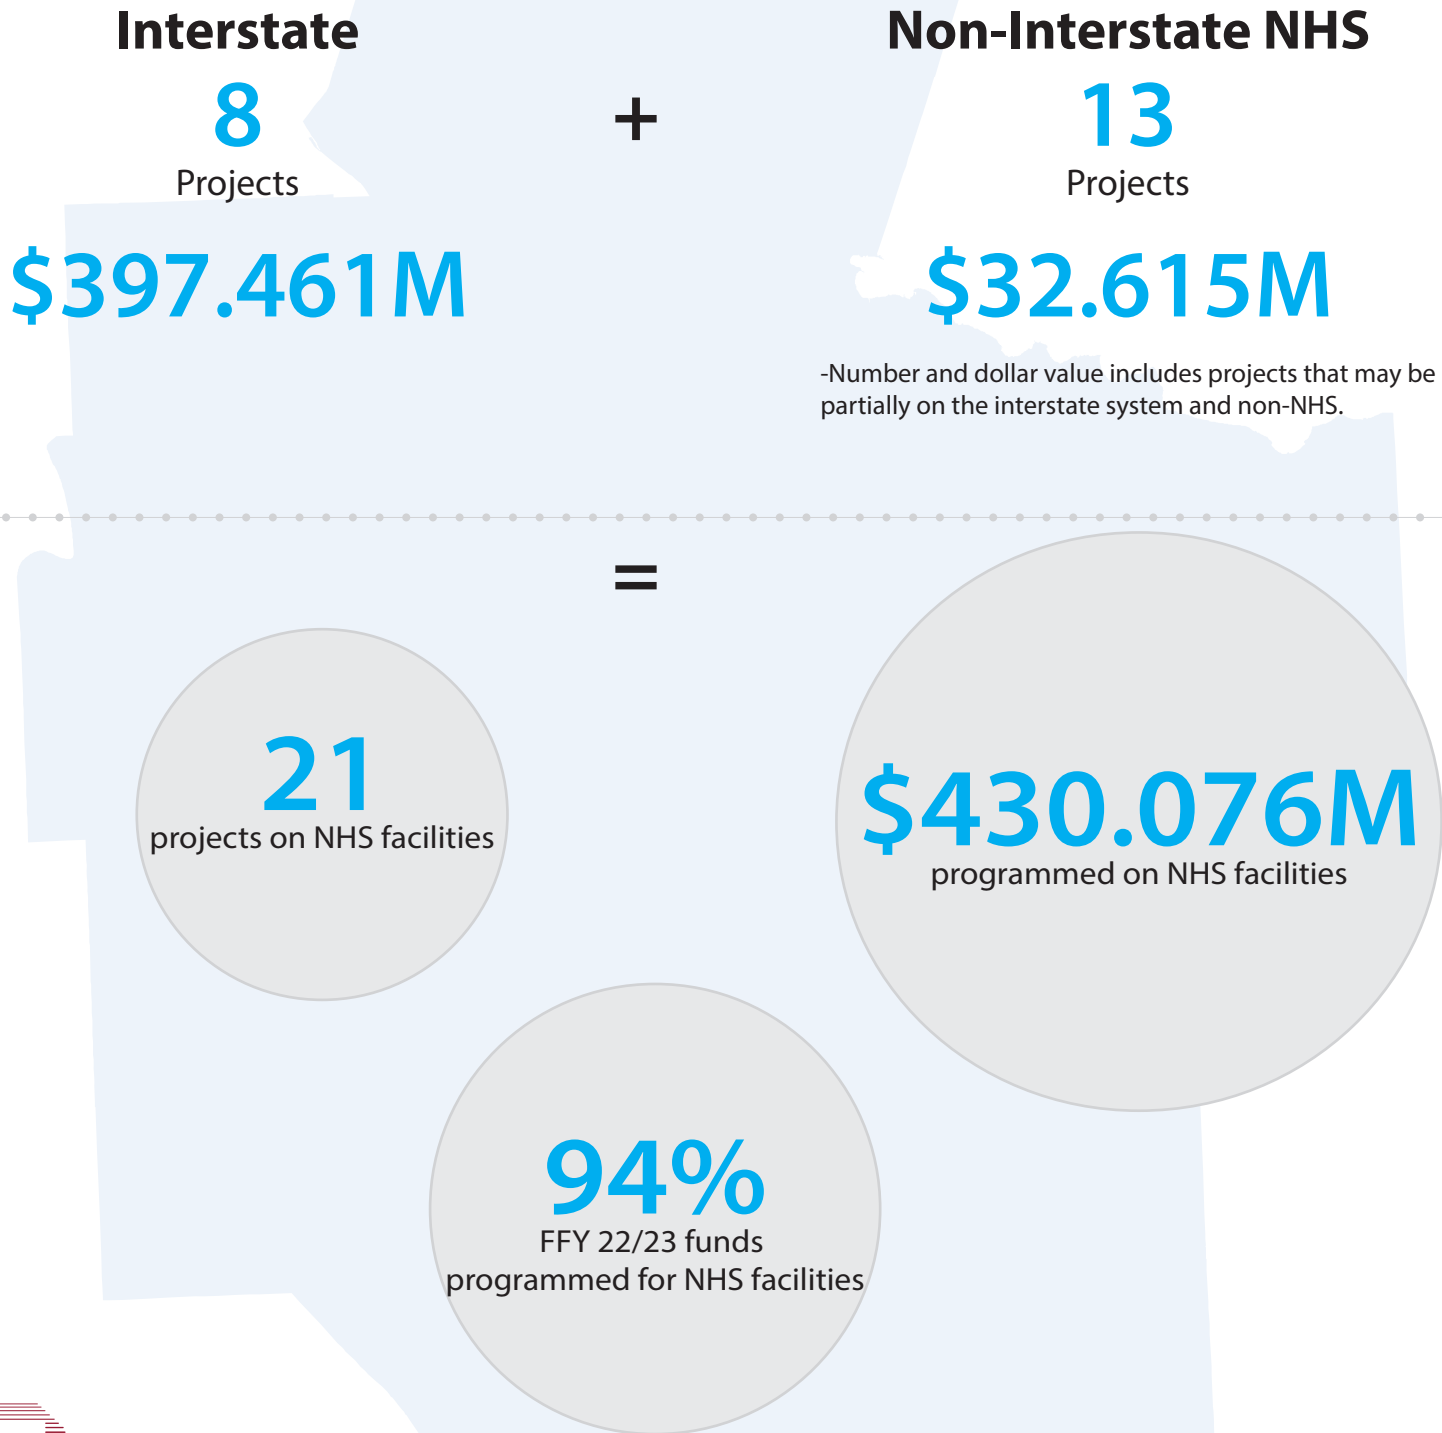 Interstate
8
Projects
$397.461M
+
Non-Interstate NHS
13
Projects
$32.615M
-Number and dollar value includes projects that may be
partially on the interstate system and non-NHS.
=
21
projects on NHS facilities
$430.076M
programmed on NHS facilities
94%
FFY 22/23 funds
programmed for NHS facilities